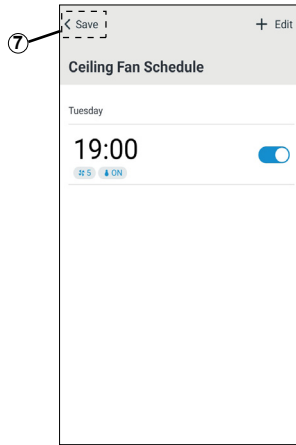 ⑦
Save
+ Edit
Ceiling Fan Schedule
Tuesday
19:00
5 ON